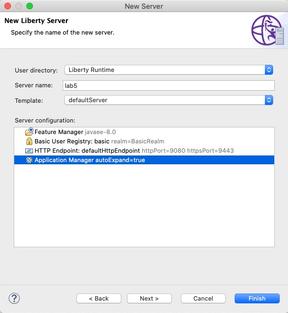 New Server
New Liberty Server
Specify the name of the new server.
User directory: Liberty Runtime
Server name: lab5
Template: defaultServer
Server configuration:
Feature Manager javaee-8.0
Basic User Registry: basic realm=BasicRealm
HTTP Endpoint: defaultHttpEndpoint httpPort=9080 httpsPort=9443
Application Manager autoExpand=true
? < Back Next > Cancel Finish